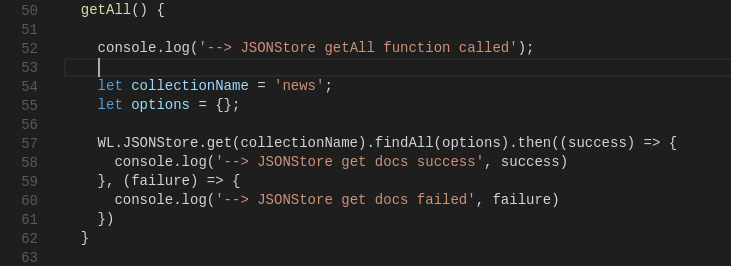 50 getAll() {
51
52 console.log('--> JSONStore getAll function called');
53
54 let collectionName = 'news';
55 let options = {};
56
57 WL.JSONStore.get(collectionName).findAll(options).then((success) => {
58 console.log('--> JSONStore get docs success', success)
59 }, (failure) => {
60 console.log('--> JSONStore get docs failed', failure)
61 })
62 }
63